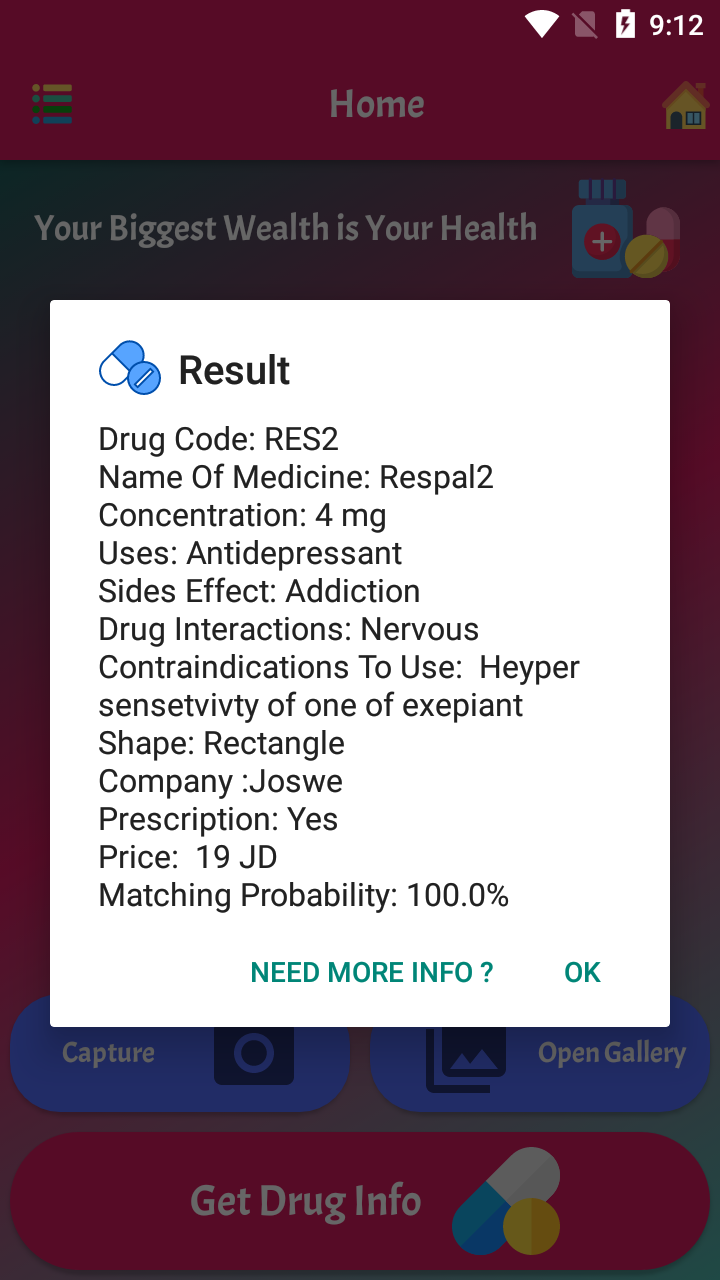 9:12
Home
Your Biggest Wealth is Your Health
Result
Drug Code: RES2
Name Of Medicine: Respal2
Concentration: 4 mg
Uses: Antidepressant
Sides Effect: Addiction
Drug Interactions: Nervous
Contraindications To Use:  Heyper
sensetvivty of one of exepiant
Shape: Rectangle
Company :Joswe
Prescription: Yes
Price:  19 JD
Matching Probability: 100.0%
NEED MORE INFO ? OK
Capture Open Gallery
Get Drug Info